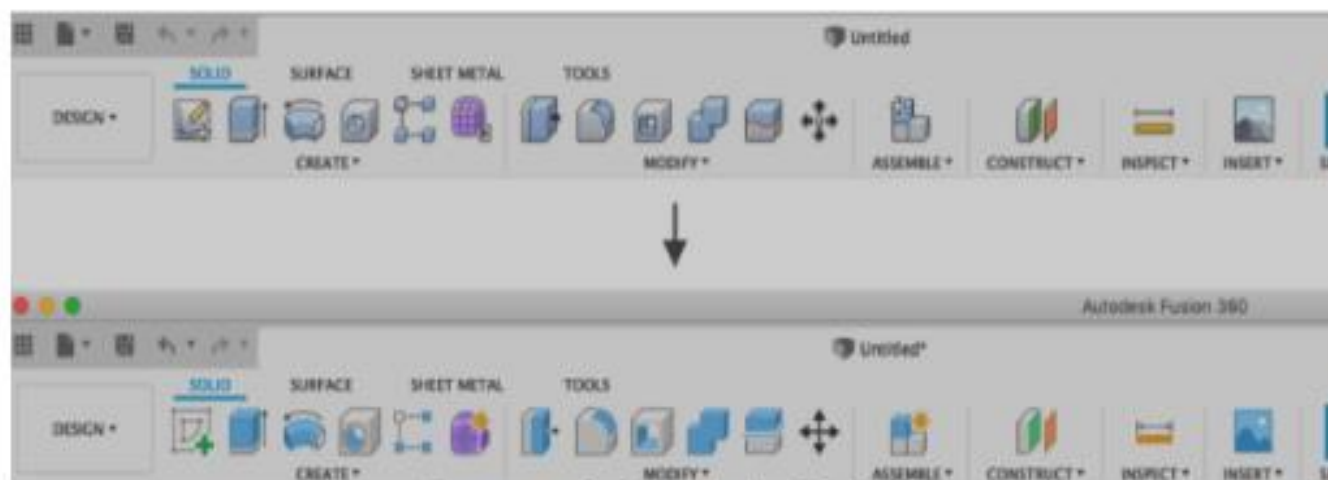 Untitled
SOLID SURFACE SHEET METAL TOOLS
DESIGN
CREATE MODIFY ASSEMBLE CONSTRUCT INSPECT INSERT
Autodesk Fusion 360
Untitled*
SOLID SURFACE SHEET METAL TOOLS
DESIGN
CREATE MODIFY ASSEMBLE CONSTRUCT INSPECT INSERT